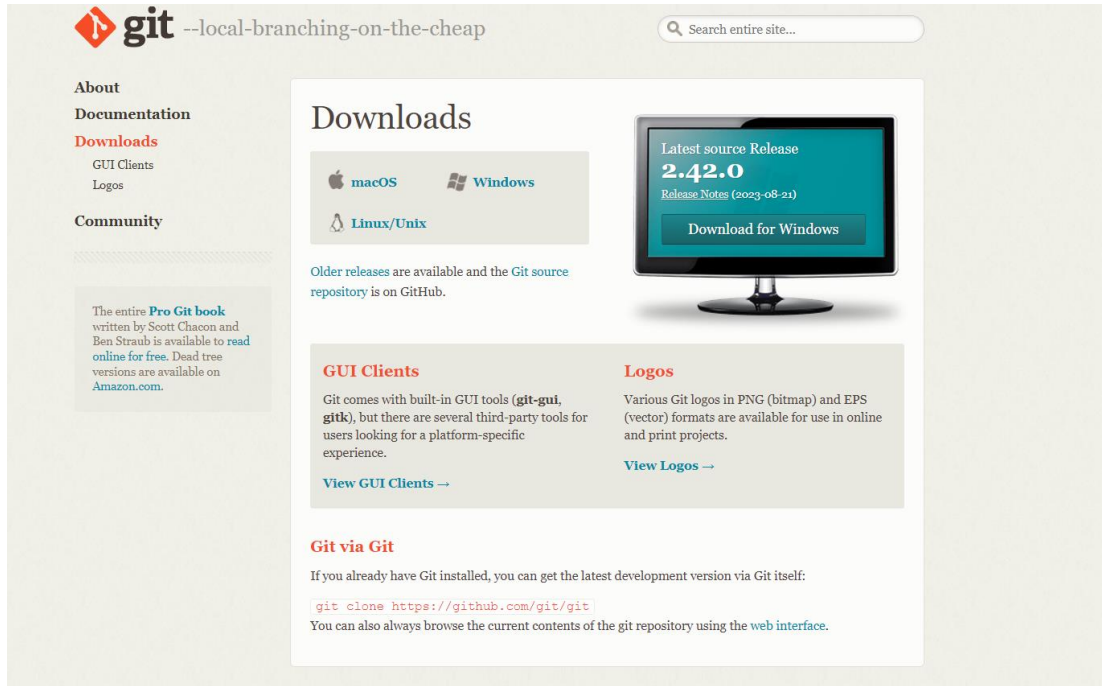 git --local-branching-on-the-cheap
Search entire site...
About
Documentation
Downloads
GUI Clients
Logos
Community
The entire Pro Git book
written by Scott Chacon and
Ben Straub is available to read
online for free. Dead tree
versions are available on
Amazon.com.
Downloads
macOS
Windows
Linux/Unix
Older releases are available and the Git source
repository is on GitHub.
Latest source Release
2.42.0
Release Notes (2023-08-21)
Download for Windows
GUI Clients
Git comes with built-in GUI tools (git-gui,
gitk), but there are several third-party tools for
users looking for a platform-specific
experience.
View GUI Clients →
Logos
Various Git logos in PNG (bitmap) and EPS
(vector) formats are available for use in online
and print projects.
View Logos →
Git via Git
If you already have Git installed, you can get the latest development version via Git itself:
git clone https://github.com/git/git
You can also always browse the current contents of the git repository using the web interface.